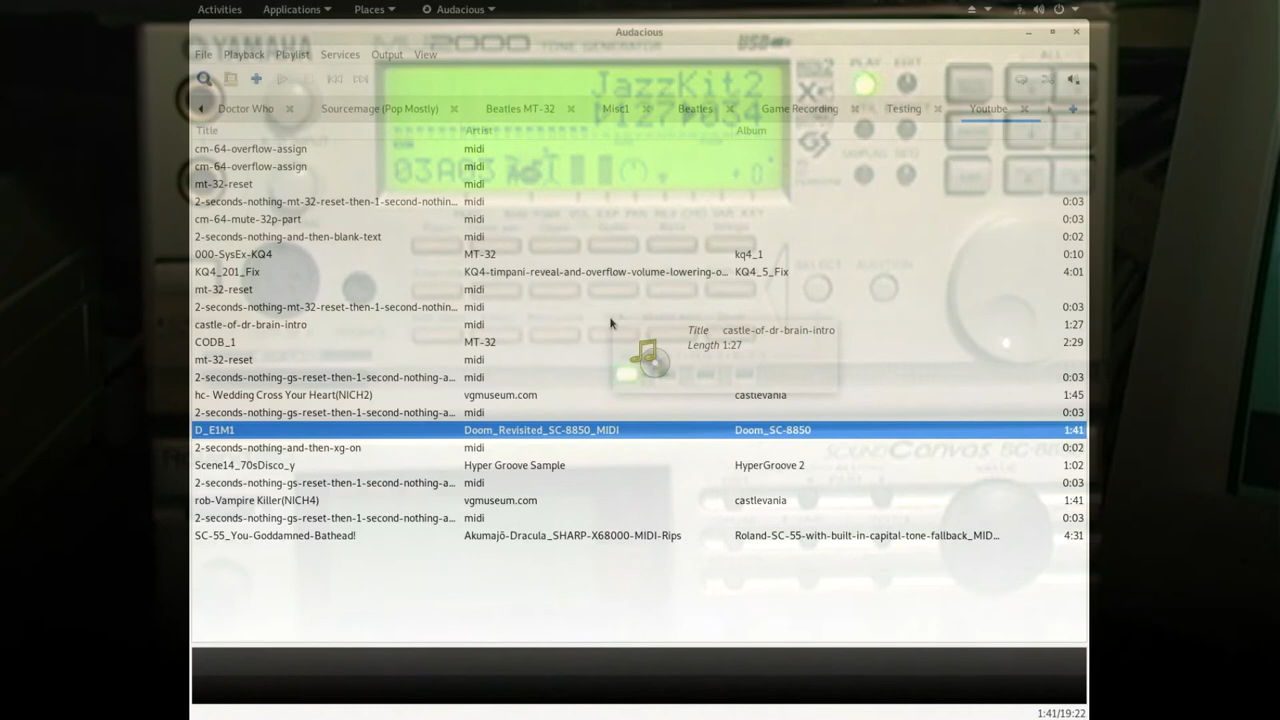 Activities Applications Places Audacious
Audacious
YAMAHA MU2000 TONE GENERATOR
File Playback Playlist Services Output View
PLAY EDIT ALL
JazzKit2
Doctor Who Sourcemage (Pop Mostly) Beatles MT-32 Misc1 Beatles Game Recording Testing Youtube
Title Artist Album
cm-64-overflow-assign midi
cm-64-overflow-assign midi
03A03
mt-32-reset midi
2-seconds-nothing-mt-32-reset-then-1-second-nothin... midi 0:03
cm-64-mute-32p-part midi 0:03
2-seconds-nothing-and-then-blank-text midi 0:02
000-SysEx-KQ4 MT-32 kq4_1 0:10
SELECT AUDITION
KQ4_201_Fix KQ4-timpani-reveal-and-overflow-volume-lowering-o... KQ4_5_Fix 4:01
mt-32-reset midi
2-seconds-nothing-mt-32-reset-then-1-second-nothin... midi 0:03
castle-of-dr-brain-intro midi 1:27
Title castle-of-dr-brain-intro
Length 1:27
CODB_1 MT-32 2:29
mt-32-reset midi
2-seconds-nothing-gs-reset-then-1-second-nothing-a... midi 0:03
hc- Wedding Cross Your Heart(NICH2) vgmuseum.com castlevania 1:45
2-seconds-nothing-gs-reset-then-1-second-nothing-a... midi 0:03
D_E1M1 Doom_Revisited_SC-8850_MIDI Doom_SC-8850 1:41
2-seconds-nothing-and-then-xg-on midi 0:02
SOUND Canvas
Scene14_70sDisco_y Hyper Groove Sample HyperGroove 2 1:02
2-seconds-nothing-gs-reset-then-1-second-nothing-a... midi 0:03
rob-Vampire Killer(NICH4) vgmuseum.com castlevania 1:41
2-seconds-nothing-gs-reset-then-1-second-nothing-a... midi 0:03
SC-55_You-Goddamned-Bathead! Akumajō-Dracula_SHARP-X68000-MIDI-Rips Roland-SC-55-with-built-in-capital-tone-fallback_MID... 4:31
1:41/19:22